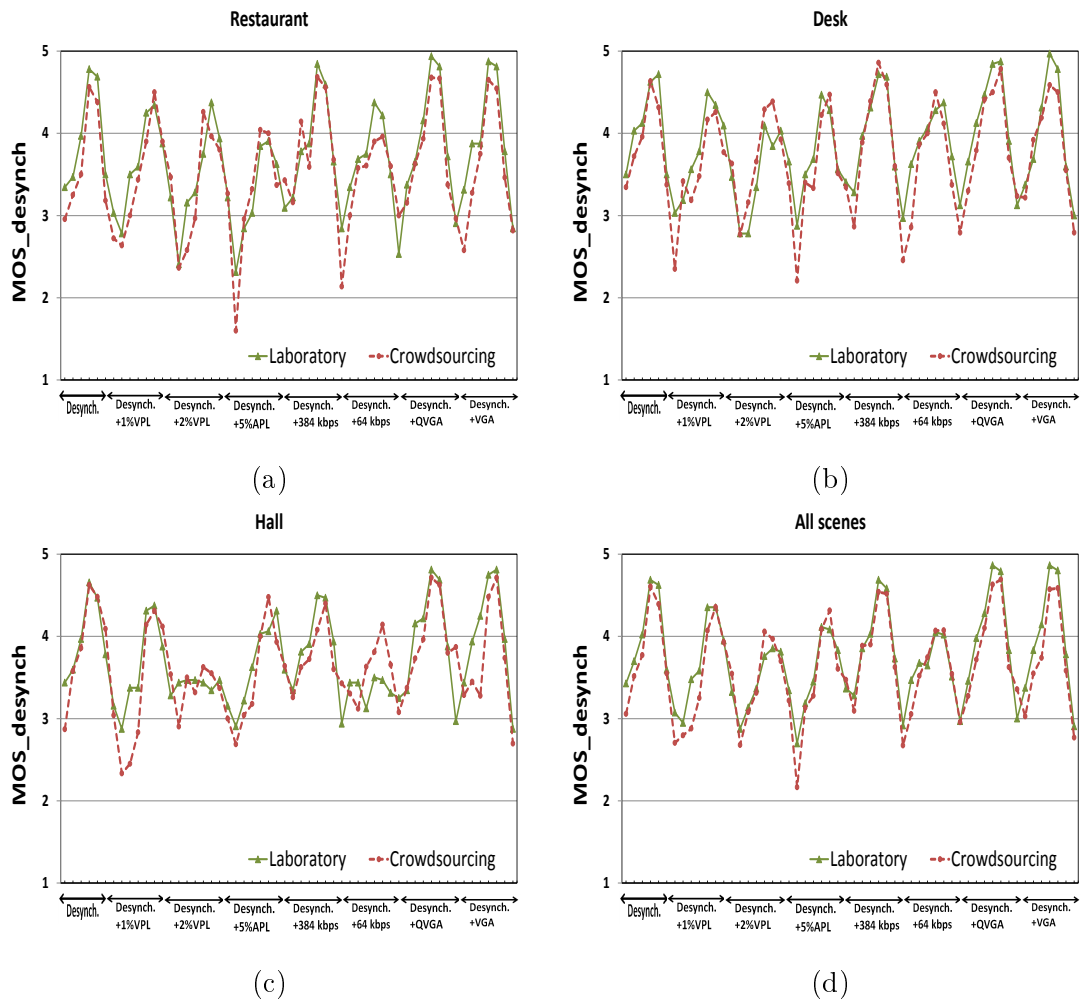 Restaurant
MOS_desynch
5
4
3
2
1
Laboratory Crowdsourcing
Desynch. Desynch. Desynch. Desynch. Desynch. Desynch. Desynch. Desynch.
+1%VPL +2%VPL +5%APL +384 kbps +64 kbps +QVGA +VGA
(a)
Desk
MOS_desynch
5
4
3
2
1
Laboratory Crowdsourcing
Desynch. Desynch. Desynch. Desynch. Desynch. Desynch. Desynch. Desynch.
+1%VPL +2%VPL +5%APL +384 kbps +64 kbps +QVGA +VGA
(b)
Hall
MOS_desynch
5
4
3
2
1
Laboratory Crowdsourcing
Desynch. Desynch. Desynch. Desynch. Desynch. Desynch. Desynch. Desynch.
+1%VPL +2%VPL +5%APL +384 kbps +64 kbps +QVGA +VGA
(c)
All scenes
MOS_desynch
5
4
3
2
1
Laboratory Crowdsourcing
Desynch. Desynch. Desynch. Desynch. Desynch. Desynch. Desynch. Desynch.
+1%VPL +2%VPL +5%APL +384 kbps +64 kbps +QVGA +VGA
(d)